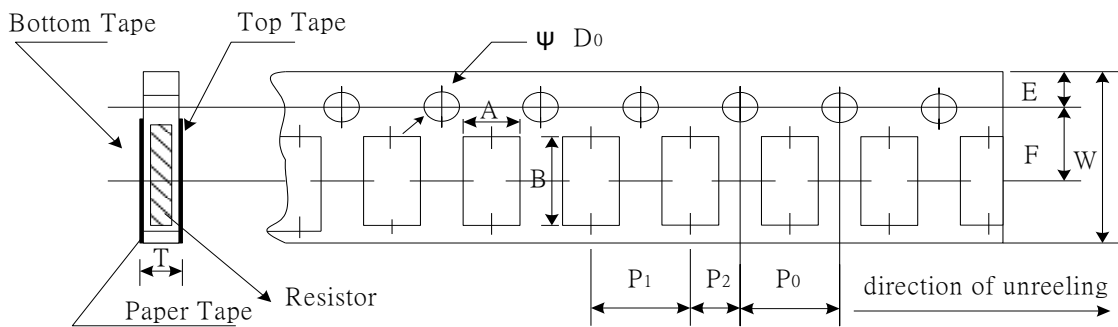 Bottom Tape
Top Tape
Ψ D₀
E
A
F
W
B
T
P₁
P₂
P₀
Resistor
direction of unreeling
Paper Tape